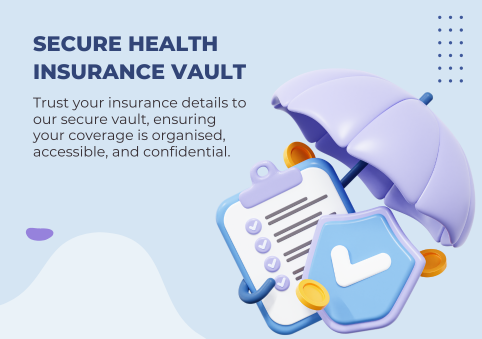 SECURE HEALTH
INSURANCE VAULT
Trust your insurance details to
our secure vault, ensuring
your coverage is organised,
accessible, and confidential.